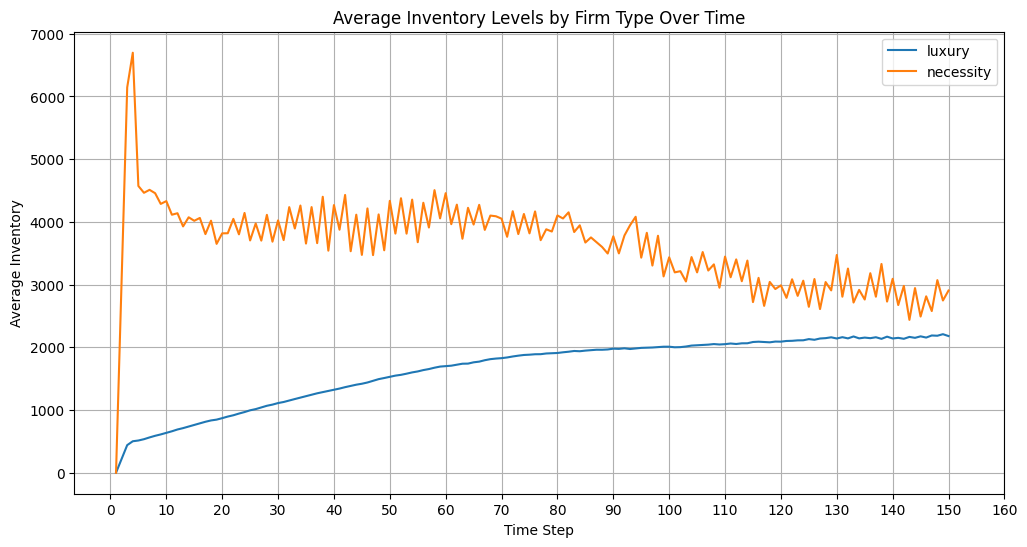 Average Inventory Levels by Firm Type Over Time
luxury
necessity
Average Inventory
7000
6000
5000
4000
3000
2000
1000
0
0 10 20 30 40 50 60 70 80 90 100 110 120 130 140 150 160
Time Step